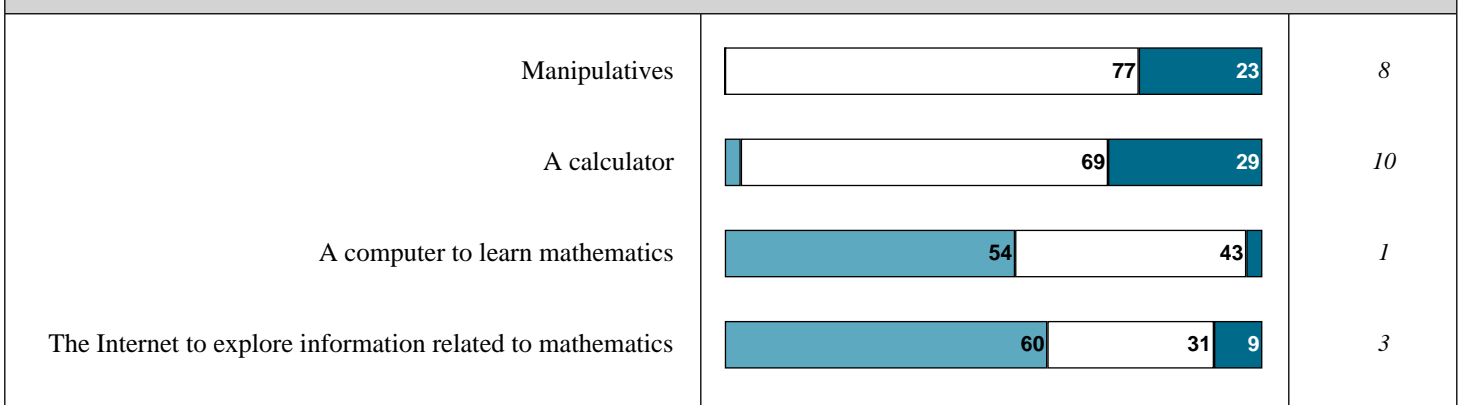 Manipulatives 77 23 8
A calculator 69 29 10
A computer to learn mathematics 54 43 1
The Internet to explore information related to mathematics 60 31 9 3